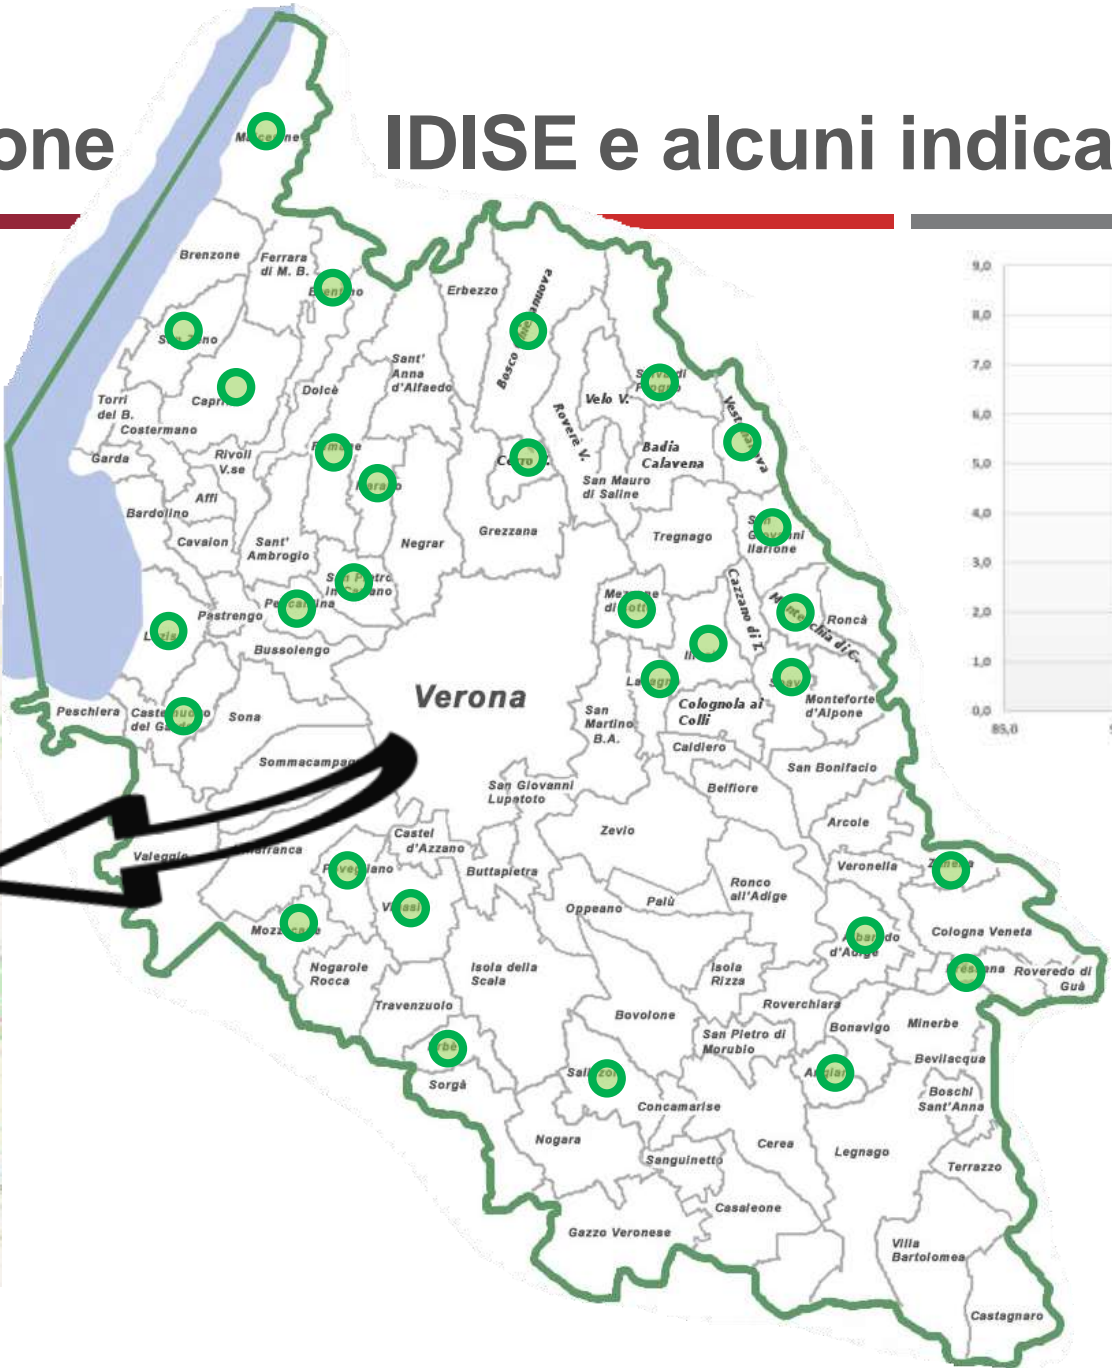 one IDISE e alcuni indica
Brenzone
Ferrara
di M. B.
Erbezzo
Sant'
Anna
d'Alfaedo
Dolcè
Torri
del B.
Costermano
Garda
Rivoli
V.se
Affi
Bardolino
Cavaion
Sant'
Ambrogio
Negrar
Grezzana
Rovere V.
Velo V.
Badia
Calavena
San Mauro
di Saline
Tregnago
Cazzano di T.
Roncà
Pastrengo
Bussolengo
Peschiera
Sona
Verona
San
Martino
B.A.
Colognola ai
Colli
Monteforte
d'Alpone
Caldiero
San Bonifacio
Belfiore
San Giovanni
Lupatoto
Zevio
Arcole
Castel
d'Azzano
Valeggio
Buttapietra
Veronella
Ronco
all'Adige
Palù
Oppeano
Cologna Veneta
Nogarole
Rocca
Isola della
Scala
Isola
Rizza
Roveredo di
Guà
Travenzuolo
Bovolone
Roverchiara
San Pietro di
Morubio
Bonavigo
Minerbe
Bevilacqua
Sorgà
Boschi
Sant'Anna
Concamarise
Nogara
Cerea
Legnago
Sanguinetto
Terrazzo
Casaleone
Gazzo Veronese
Villa
Bartolomea
Castagnaro
9,0
8,0
7,0
6,0
5,0
4,0
3,0
2,0
1,0
0,0
85,0